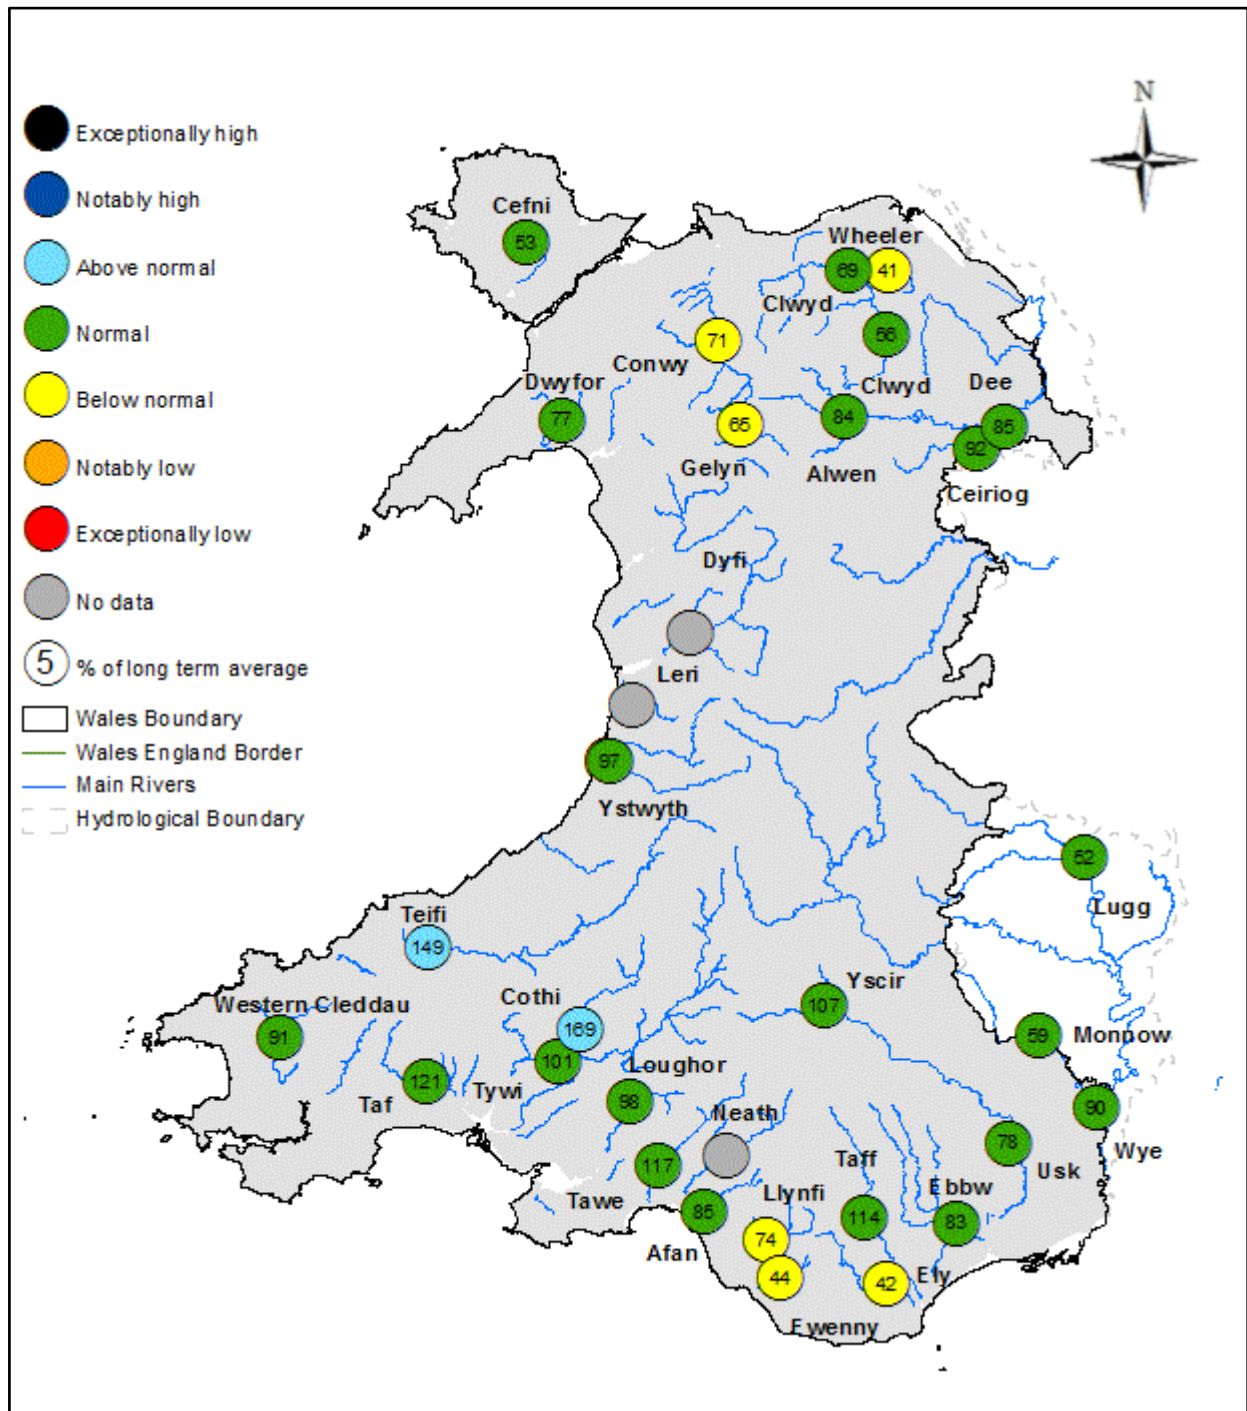 N
Exceptionally high
Notably high
Above normal
Normal
Below normal
Notably low
Exceptionally low
No data
5 % of long term average
Wales Boundary
Wales England Border
Main Rivers
Hydrological Boundary
Cefni
53
Wheeler
69 41
Clwyd
56
71
Conwy
Dwyfor
77
65
Gelyn
Clwyd
84
Alwen
Dee
85
92
Ceiriog
Dyfi
Leri
97
Ystwyth
52
Lugg
Teifi
149
Western Cleddau
91
Cothi
169
101
Tywi
121
Taf
Yscir
107
59
Monnow
90
Wye
Loughor
98
Neath
117
Tawe
85
Afan
Llynfi
74
44
Ewenny
Taff
114
42
Ely
Ebbw
83
78
Usk